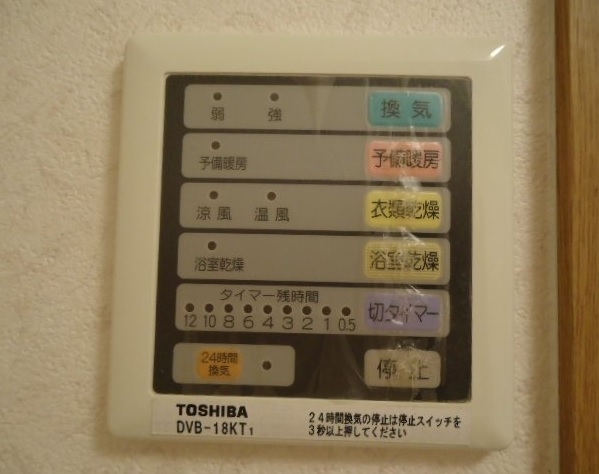 弱 強 換気
予備暖房 予備暖房
涼風 温風 衣類乾燥
浴室乾燥 浴室乾燥
タイマー残時間
12 10 8 6 4 3 2 1 0.5 切タイマー
24時間
換気
停止
TOSHIBA
DVB-18KT1
24時間換気の停止は停止スイッチを
3秒以上押してください